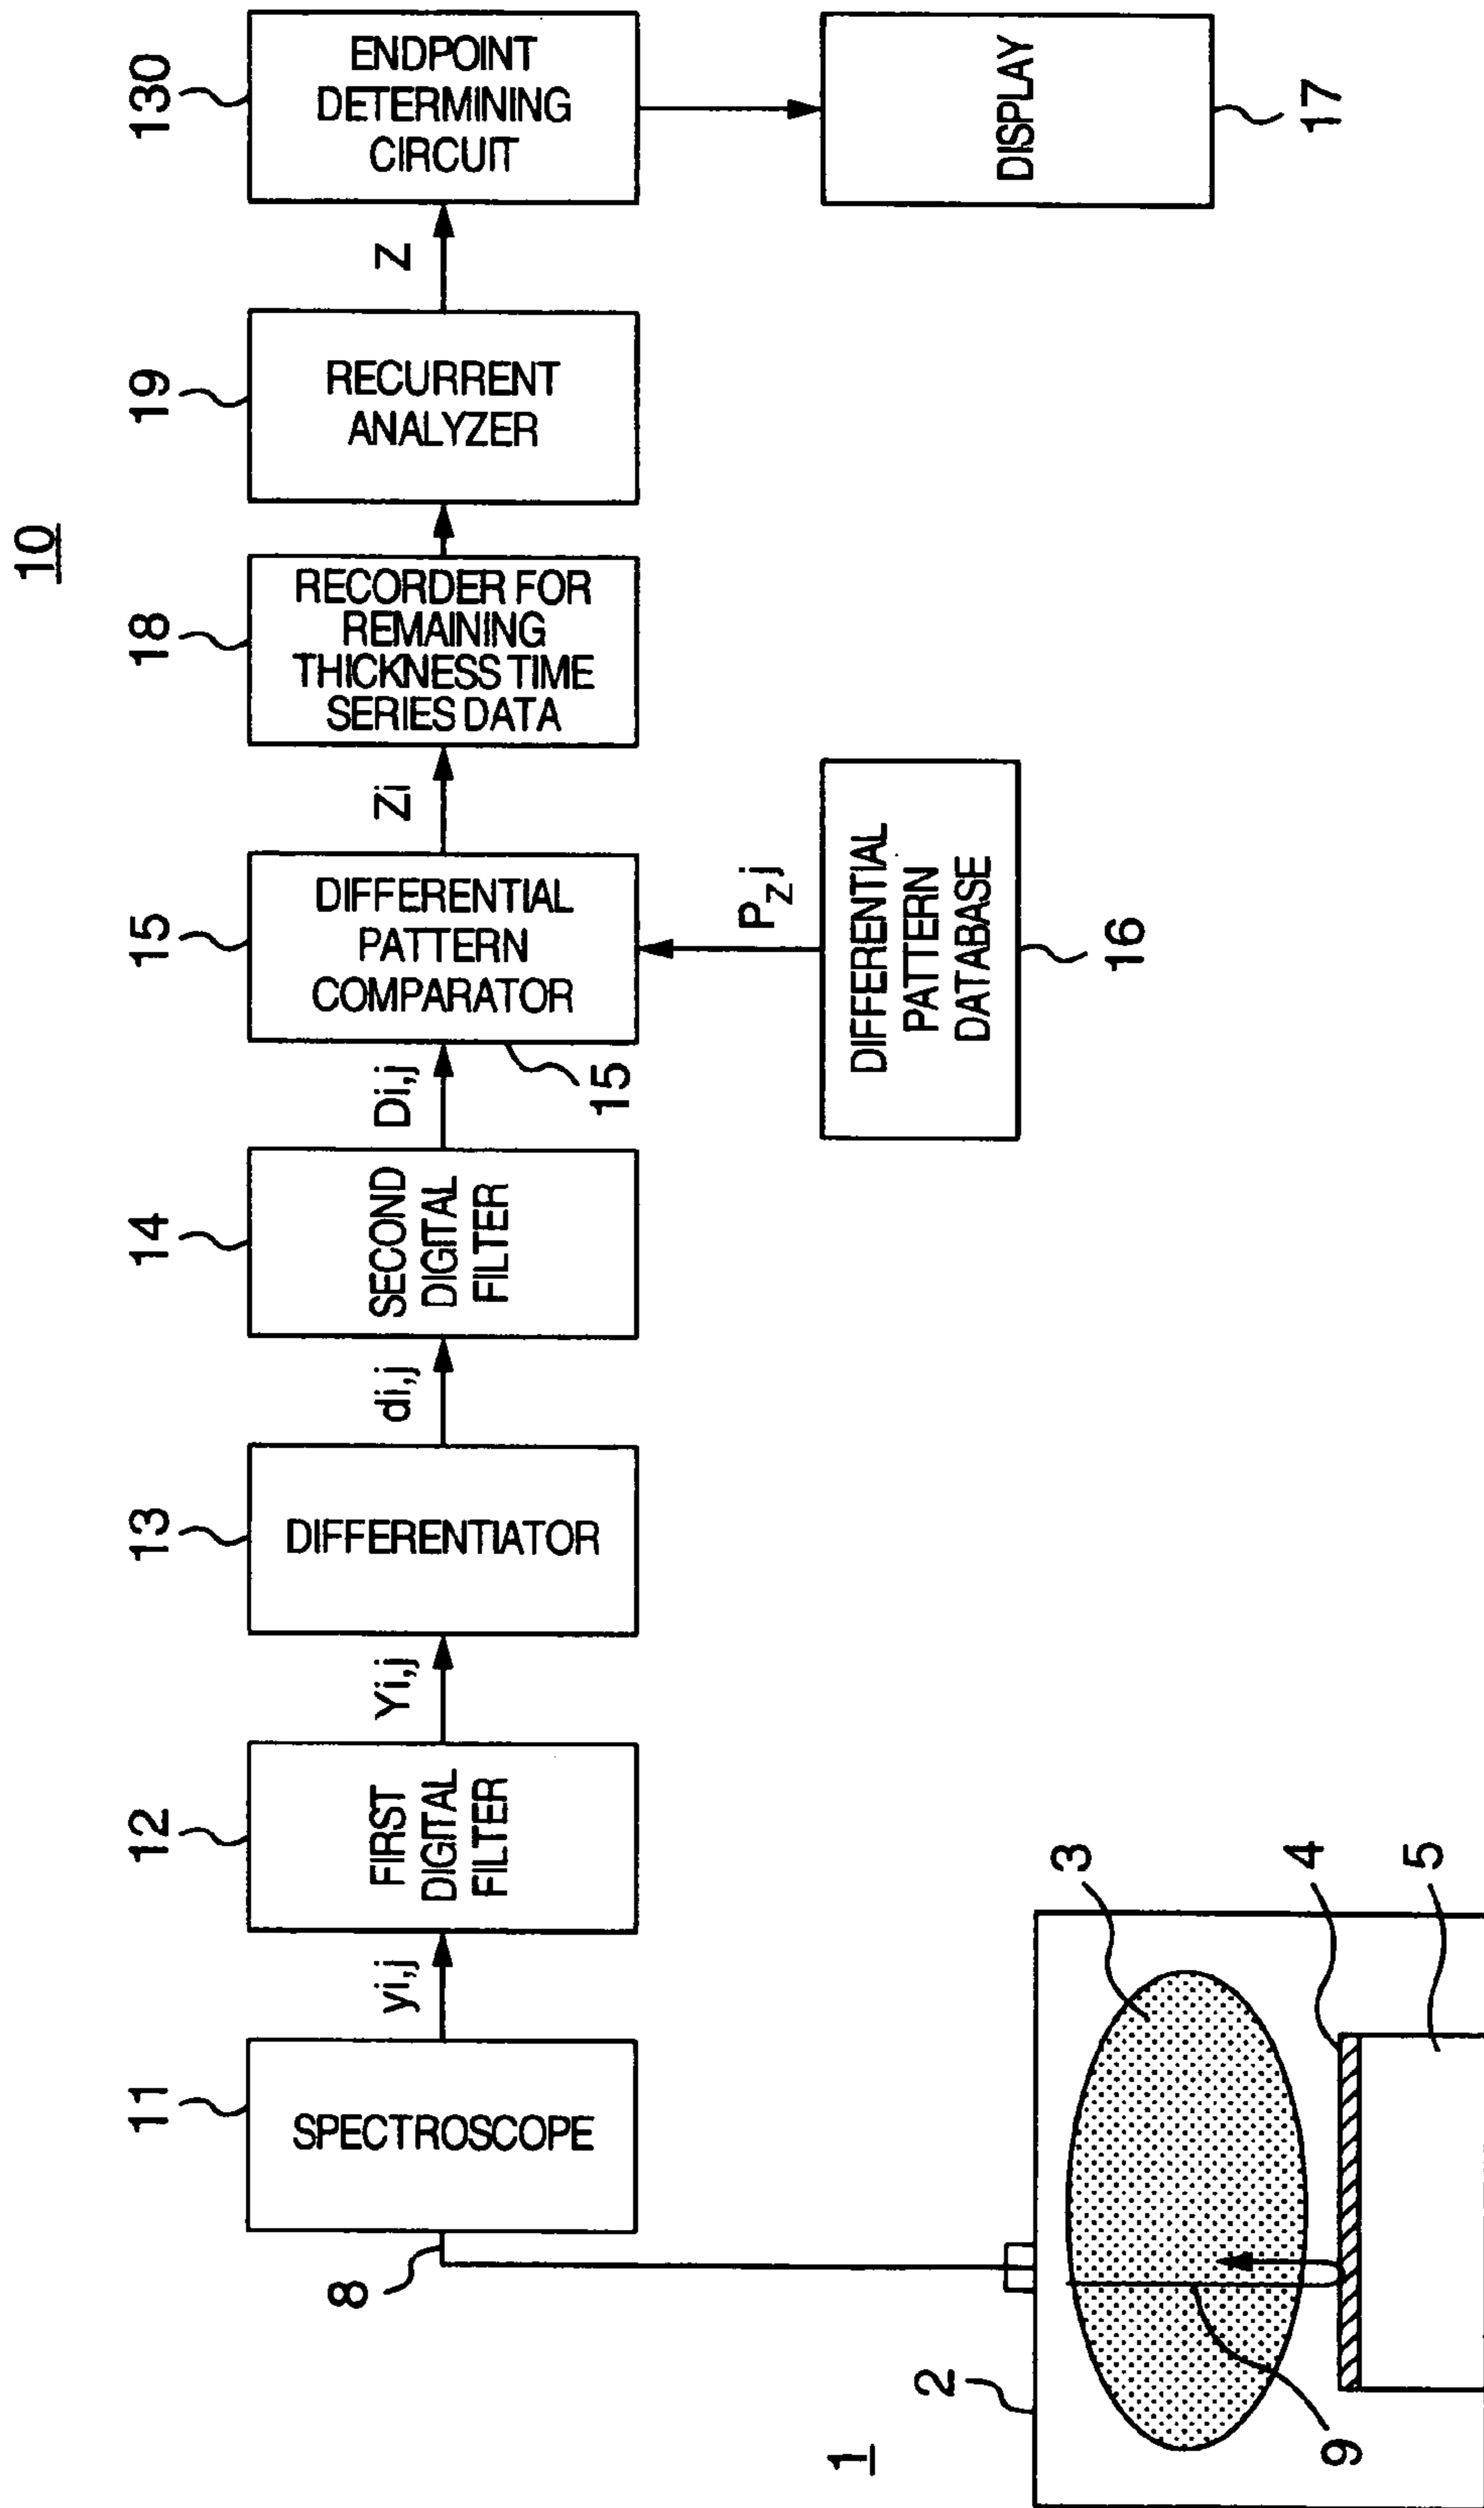 10
11
12
13
14
15
18
19
130
SPECTROSCOPE
yi,j
FIRST
DIGITAL
FILTER
Yi,j
DIFFERENTIATOR
di,j
SECOND
DIGITAL
FILTER
Di,j
DIFFERENTIAL
PATTERN
COMPARATOR
15
Zi
RECORDER FOR
REMAINING
THICKNESS TIME
SERIES DATA
RECURRENT
ANALYZER
Z
ENDPOINT
DETERMINING
CIRCUIT
8
Pz j
DIFFERENTIAL
PATTERN
DATABASE
16
DISPLAY
17
1
2
3
4
5
9